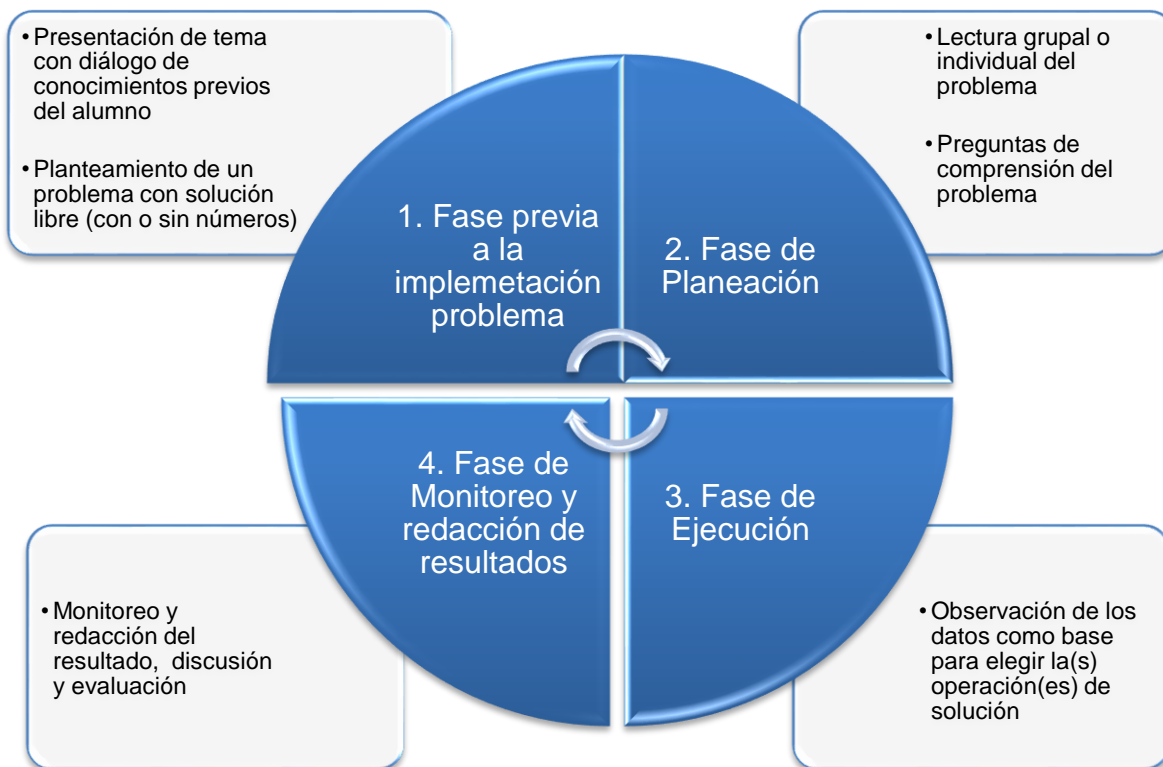 • Presentación de tema
con diálogo de
conocimientos previos
del alumno
• Planteamiento de un
problema con solución
libre (con o sin números)
• Lectura grupal o
individual del
problema
• Preguntas de
comprensión del
problema
1. Fase previa
a la
implemetación
problema
2. Fase de
Planeación
4. Fase de
Monitoreo y
redacción de
resultados
3. Fase de
Ejecución
• Monitoreo y
redacción del
resultado, discusión
y evaluación
• Observación de los
datos como base
para elegir la(s)
operación(es) de
solución